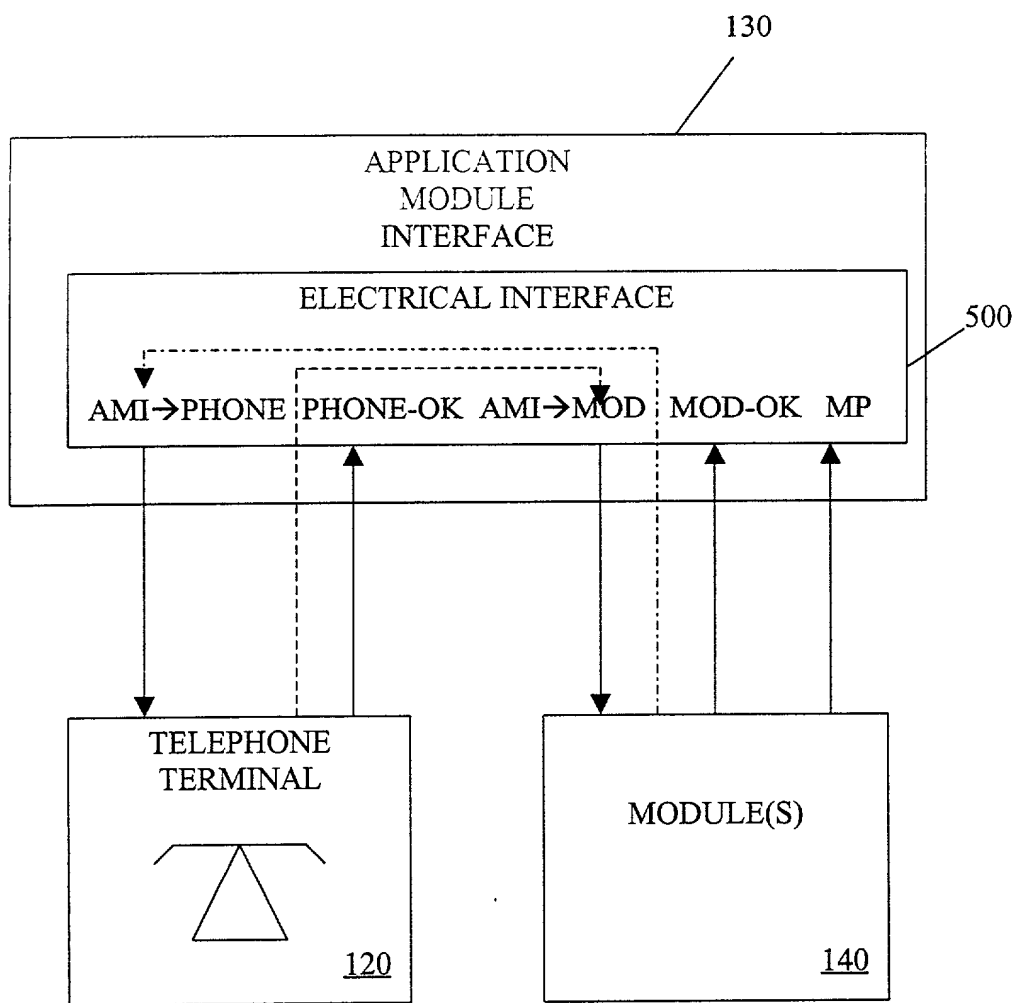 130
APPLICATION
MODULE
INTERFACE
ELECTRICAL INTERFACE
500
AMI→PHONE PHONE-OK AMI→MOD MOD-OK MP
TELEPHONE
TERMINAL
MODULE(S)
120
140